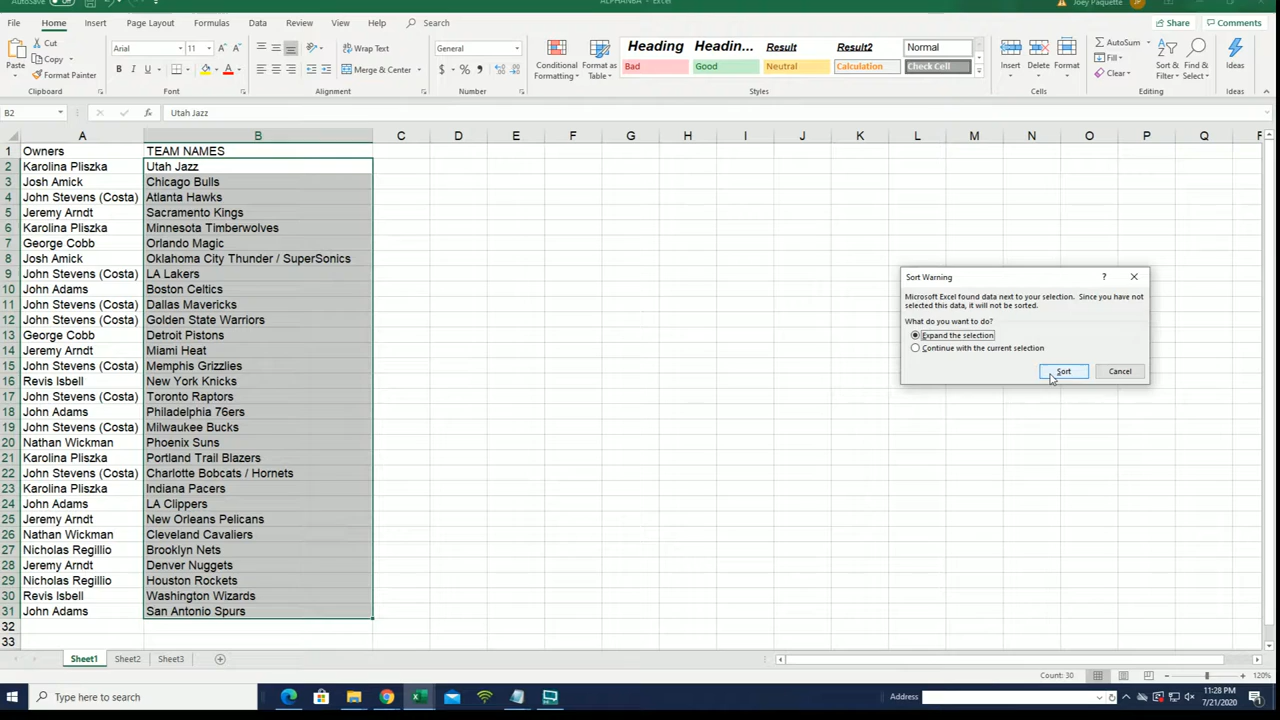 AutoSave Off ALPHANBA - Excel Joey Paquette JP
File Home Insert Page Layout Formulas Data Review View Help Search Share Comments
Paste Cut Copy Format Painter Clipboard
Arial 11 A A B I U A Font
Wrap Text Merge & Center Alignment
General $ % , Number
Conditional Formatting Format as Table
Heading Headin... Result Result2 Normal
Bad Good Neutral Calculation Check Cell
Styles
Insert Delete Format Cells
AutoSum Fill Clear Sort & Filter Find & Select Editing
Ideas Ideas
B2 fx Utah Jazz
A B C D E F G H I J K L M N O P Q
1 Owners TEAM NAMES
2 Karolina Pliszka Utah Jazz
3 Josh Amick Chicago Bulls
4 John Stevens (Costa) Atlanta Hawks
5 Jeremy Arndt Sacramento Kings
6 Karolina Pliszka Minnesota Timberwolves
7 George Cobb Orlando Magic
8 Josh Amick Oklahoma City Thunder / SuperSonics
9 John Stevens (Costa) LA Lakers
10 John Adams Boston Celtics
11 John Stevens (Costa) Dallas Mavericks
12 John Stevens (Costa) Golden State Warriors
13 George Cobb Detroit Pistons
14 Jeremy Arndt Miami Heat
15 John Stevens (Costa) Memphis Grizzlies
16 Revis Isbell New York Knicks
17 John Stevens (Costa) Toronto Raptors
18 John Adams Philadelphia 76ers
19 John Stevens (Costa) Milwaukee Bucks
20 Nathan Wickman Phoenix Suns
21 Karolina Pliszka Portland Trail Blazers
22 John Stevens (Costa) Charlotte Bobcats / Hornets
23 Karolina Pliszka Indiana Pacers
24 John Adams LA Clippers
25 Jeremy Arndt New Orleans Pelicans
26 Nathan Wickman Cleveland Cavaliers
27 Nicholas Regillio Brooklyn Nets
28 Jeremy Arndt Denver Nuggets
29 Nicholas Regillio Houston Rockets
30 Revis Isbell Washington Wizards
31 John Adams San Antonio Spurs
32
33
Sort Warning ?
Microsoft Excel found data next to your selection. Since you have
not selected this data, it will not be sorted.
What do you want to do?
Expand the selection
Continue with the current selection
Sort Cancel
Sheet1 Sheet2 Sheet3
Count: 30 120%
Type here to search Address 11:28 PM
7/21/2020